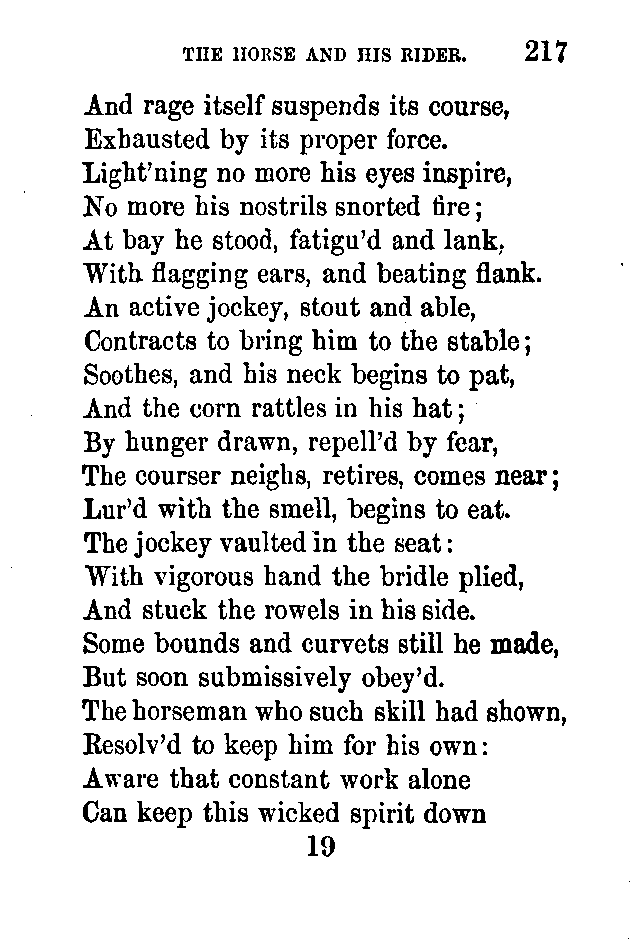 THE HORSE AND HIS RIDER. 217
And rage itself suspends its course,
Exhausted by its proper force.
Light'ning no more his eyes inspire,
No more his nostrils snorted fire;
At bay he stood, fatigu'd and lank,
With flagging ears, and beating flank.
An active jockey, stout and able,
Contracts to bring him to the stable;
Soothes, and his neck begins to pat,
And the corn rattles in his hat;
By hunger drawn, repell'd by fear,
The courser neighs, retires, comes near;
Lur'd with the smell, begins to eat.
The jockey vaulted in the seat:
With vigorous hand the bridle plied,
And stuck the rowels in his side.
Some bounds and curvets still he made,
But soon submissively obey'd.
The horseman who such skill had shown,
Resolv'd to keep him for his own:
Aware that constant work alone
Can keep this wicked spirit down
19